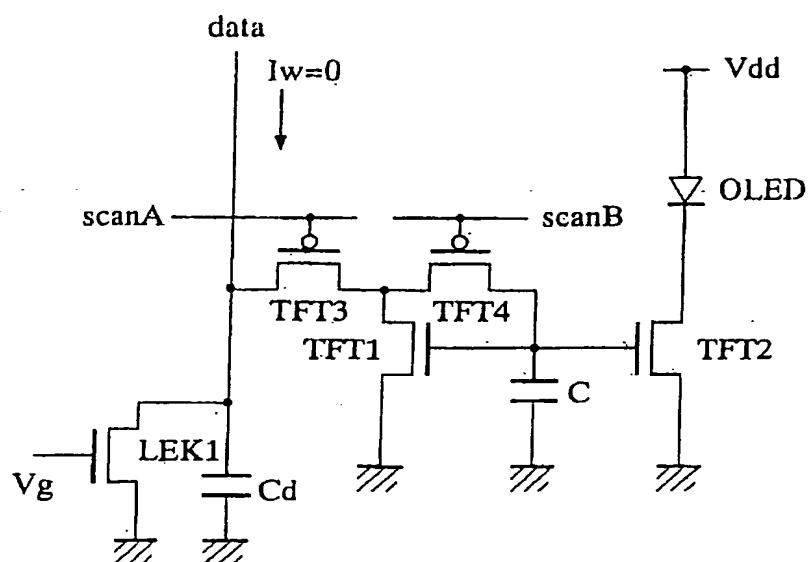 data
Iw=0
Vdd
OLED
scanA
scanB
TFT3
TFT4
TFT1
TFT2
C
LEK1
Vg
Cd